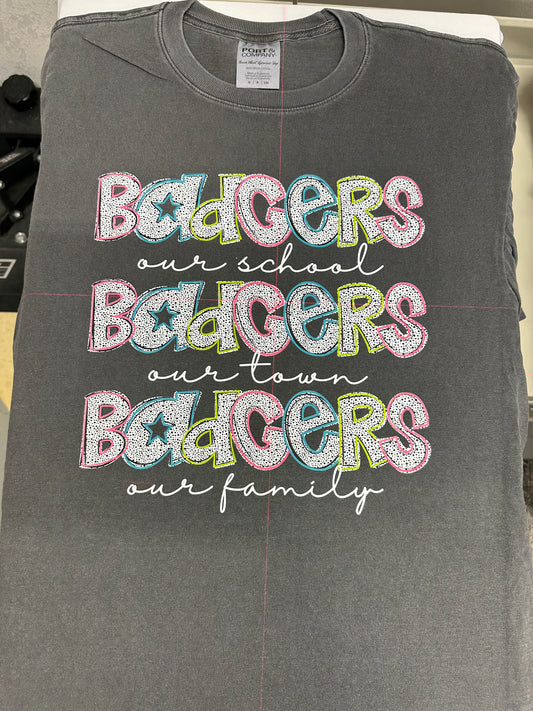 PORT &
COMPANY
BadGERS
our school
BadGERS
our town
BadGERS
our family